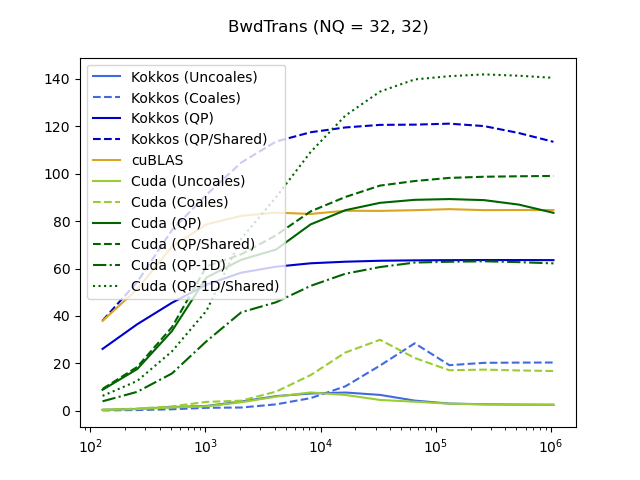 BwdTrans (NQ = 32, 32)
140
120
100
80
60
40
20
0
Kokkos (Uncoales)
Kokkos (Coales)
Kokkos (QP)
Kokkos (QP/Shared)
cuBLAS
Cuda (Uncoales)
Cuda (Coales)
Cuda (QP)
Cuda (QP/Shared)
Cuda (QP-1D)
Cuda (QP-1D/Shared)
10² 10³ 10⁴ 10⁵ 10⁶